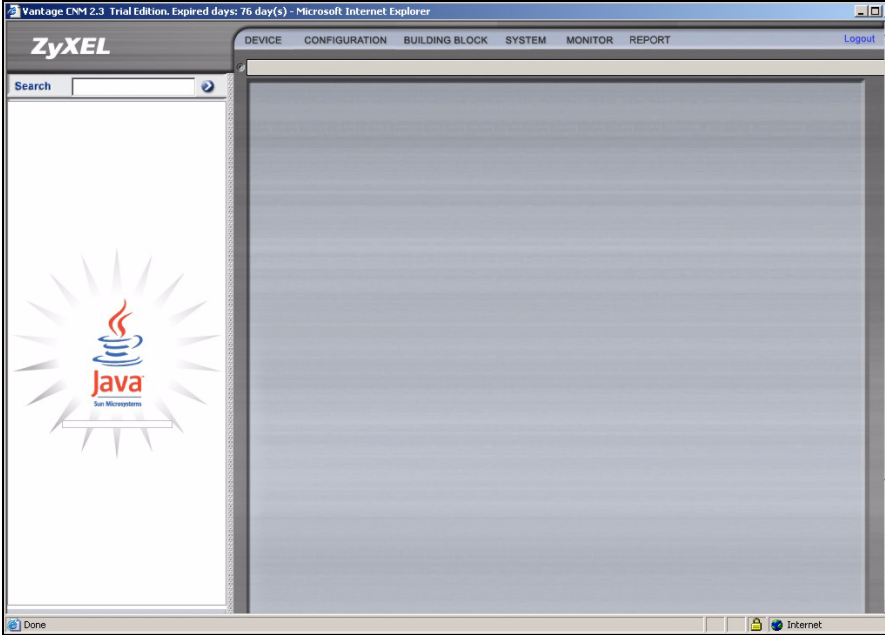 Vantage CNM 2.3 Trial Edition. Expired days: 76 day(s) - Microsoft Internet Explorer
ZyXEL
DEVICE CONFIGURATION BUILDING BLOCK SYSTEM MONITOR REPORT Logout
Search
Java
Sun Microsystems
Done Internet